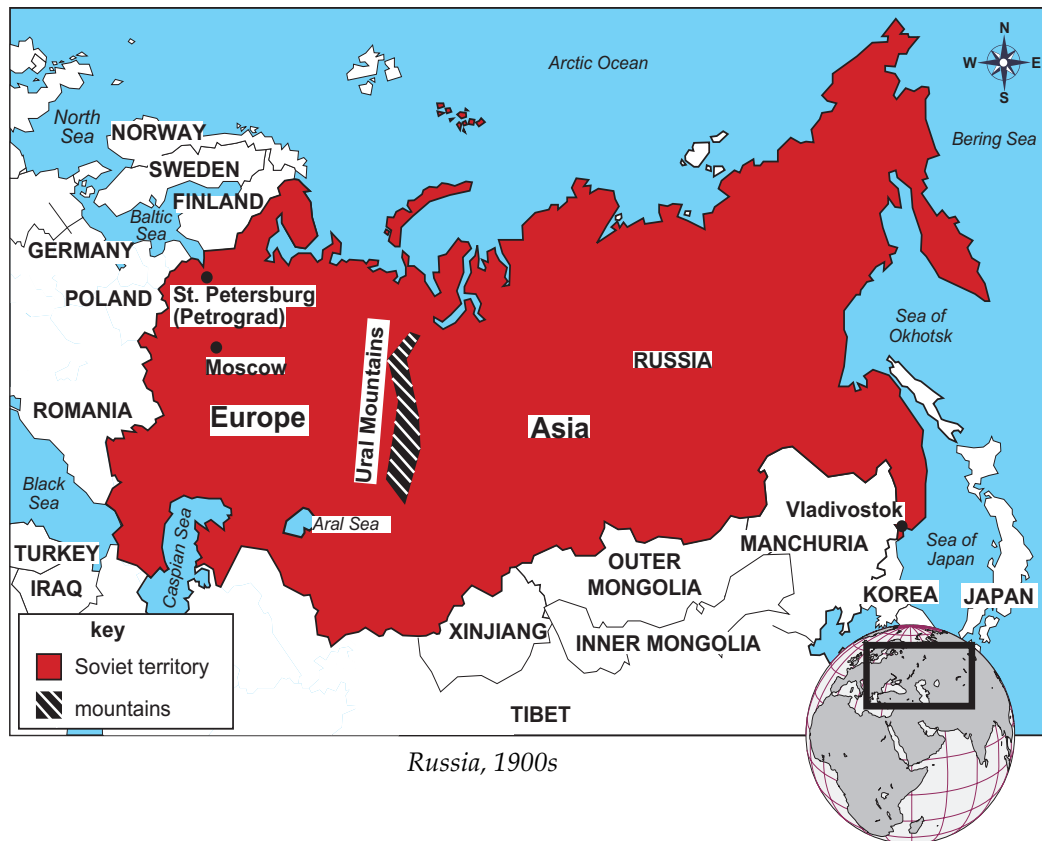 Arctic Ocean
N
W E
S
North
Sea
Bering Sea
NORWAY
SWEDEN
FINLAND
Baltic
Sea
GERMANY
POLAND
St. Petersburg
(Petrograd)
Moscow
Ural Mountains
RUSSIA
Sea of
Okhotsk
ROMANIA
Europe
Asia
Black
Sea
Caspian Sea
Aral Sea
Vladivostok
TURKEY
IRAQ
OUTER
MONGOLIA
MANCHURIA
Sea of
Japan
KOREA
JAPAN
XINJIANG
INNER MONGOLIA
TIBET
key
Soviet territory
mountains
Russia, 1900s